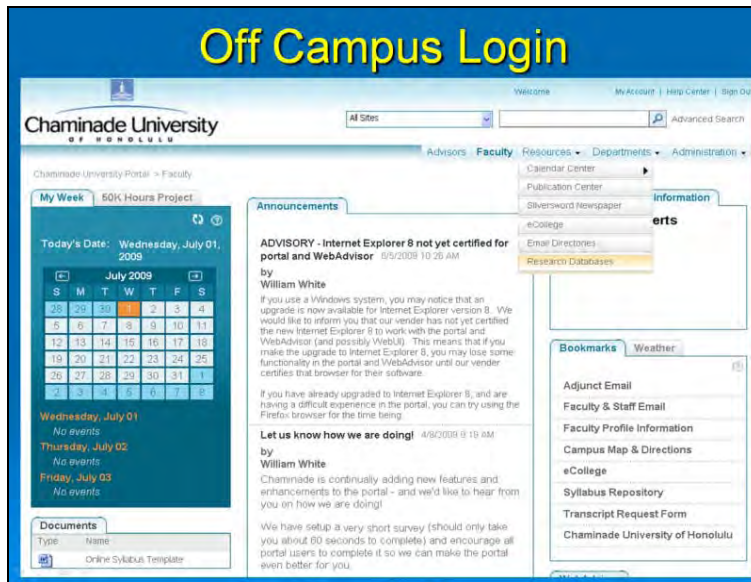 Off Campus Login
Welcome
My Account | Help Center | Sign Ou
Chaminade University
OF HONOLULU
All Sites
Advanced Search
Advisors Faculty Resources Departments Administration
Chaminade University Portal > Faculty
Calendar Center
Publication Center
Silversword Newspaper
eCollege
Email Directories
Research Databases
My Week 50K Hours Project
Today's Date: Wednesday, July 01,
2009
July 2009
S M T W T F S
28 29 30 1 2 3 4
5 6 7 8 9 10 11
12 13 14 15 16 17 18
19 20 21 22 23 24 25
26 27 28 29 30 31 1
2 3 4 5 6 7 8
Wednesday, July 01
No events
Thursday, July 02
No events
Friday, July 03
No events
Documents
Type Name
Online Syllabus Template
Announcements
ADVISORY - Internet Explorer 8 not yet certified for
portal and WebAdvisor 6/5/2009 10:26 AM
by
William White
If you use a Windows system, you may notice that an
upgrade is now available for Internet Explorer version 8. We
would like to inform you that our vender has not yet certified
the new Internet Explorer 8 to work with the portal and
WebAdvisor (and possibly WebUI). This means that if you
make the upgrade to Internet Explorer 8, you may lose some
functionality in the portal and WebAdvisor until our vender
certifies that browser for their software.
If you have already upgraded to Internet Explorer 8, and are
having a difficult experience in the portal, you can try using the
Firefox browser for the time being.
Let us know how we are doing! 4/8/2009 9:19 AM
by
William White
Chaminade is continually adding new features and
enhancements to the portal - and we'd like to hear from
you on how we are doing!
We have setup a very short survey (should only take
you about 60 seconds to complete) and encourage all
portal users to complete it so we can make the portal
even better for you.
Information
erts
Bookmarks Weather
Adjunct Email
Faculty & Staff Email
Faculty Profile Information
Campus Map & Directions
eCollege
Syllabus Repository
Transcript Request Form
Chaminade University of Honolulu